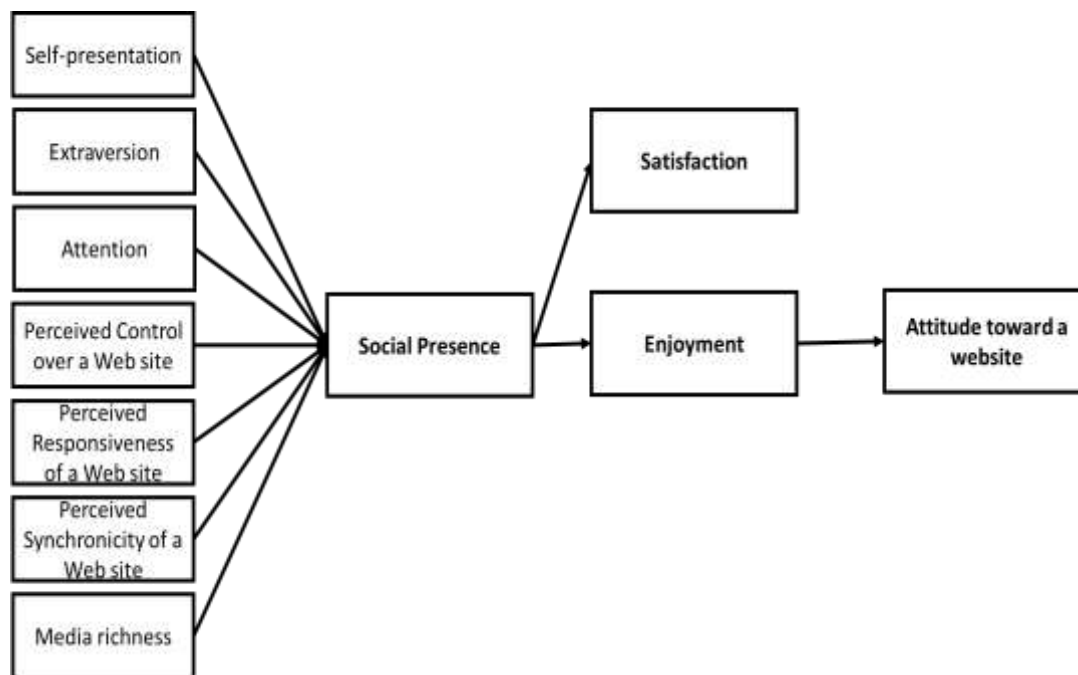 Self-presentation
Extraversion
Attention
Perceived Control
over a Web site
Perceived
Responsiveness
of a Web site
Perceived
Synchronicity of a
Web site
Media richness
Social Presence
Satisfaction
Enjoyment
Attitude toward a
website